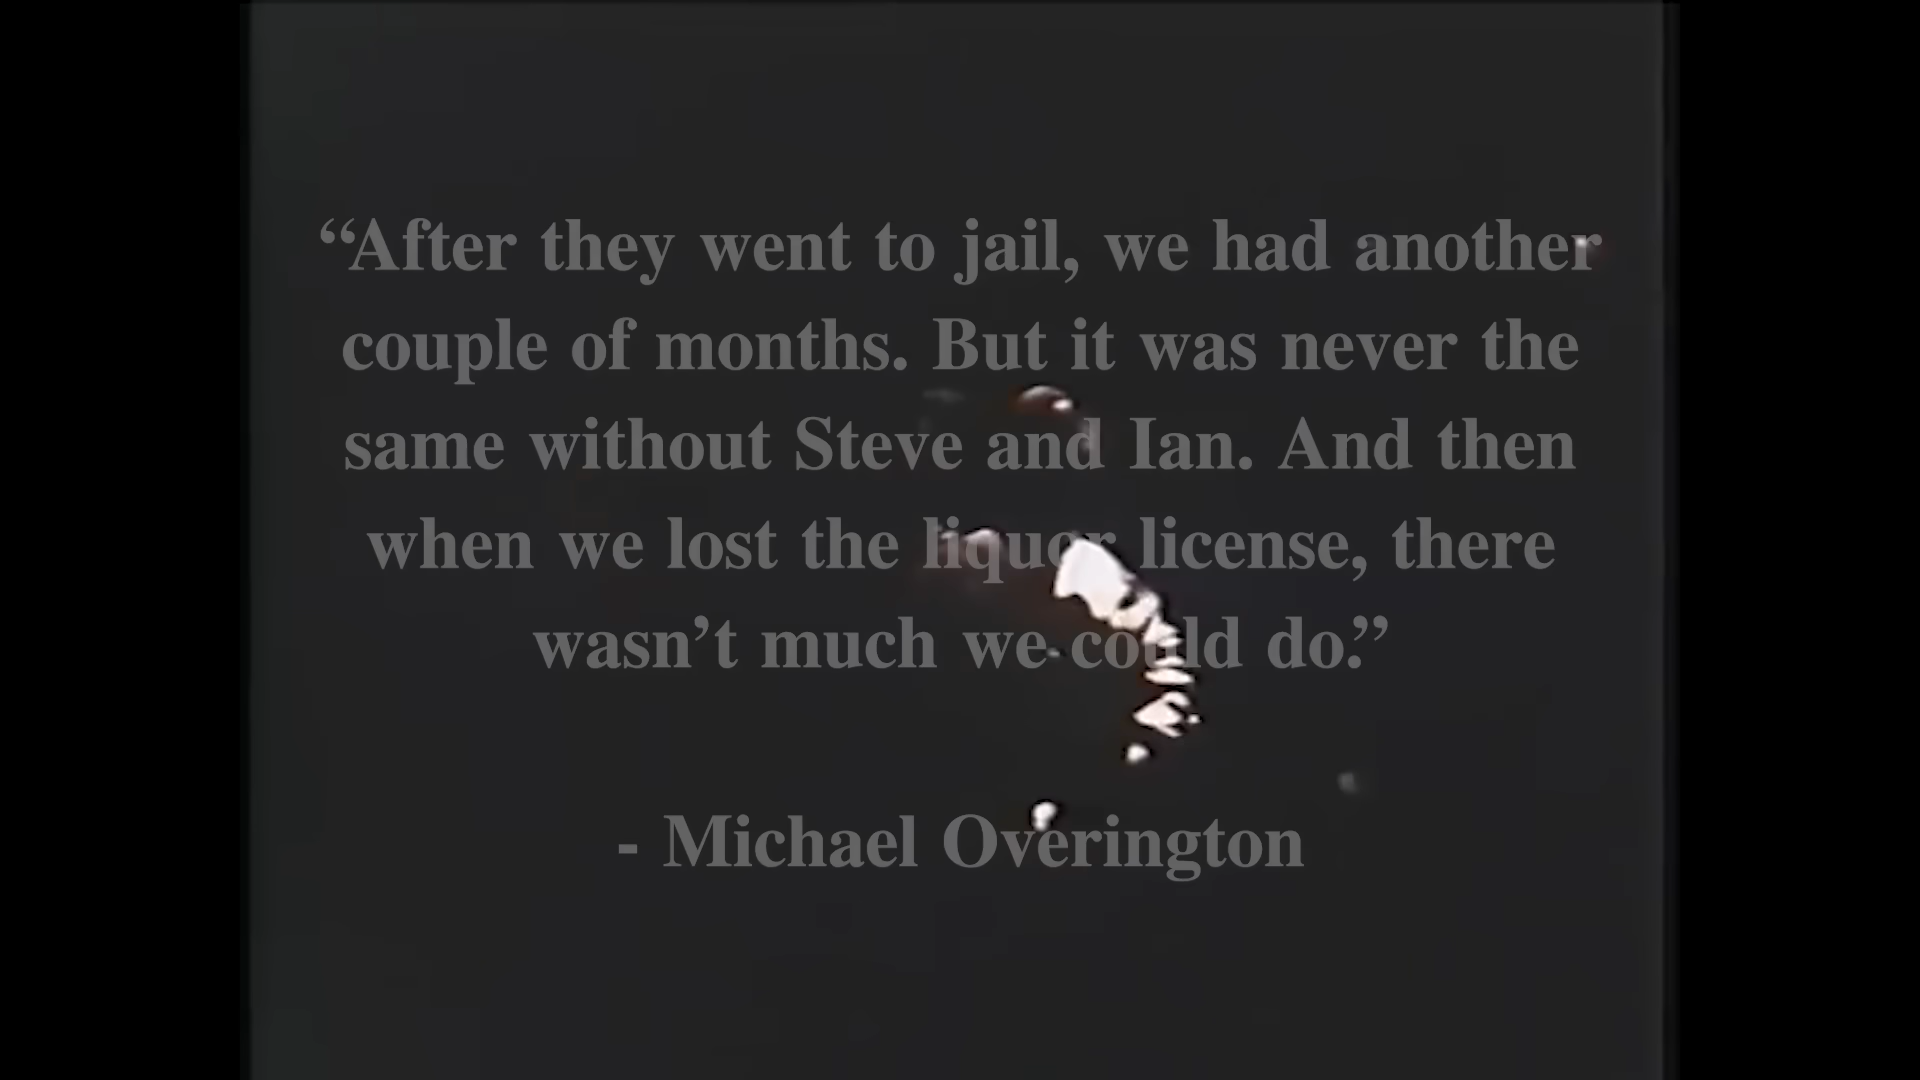 “After they went to jail, we had another
couple of months. But it was never the
same without Steve and Ian. And then
when we lost the liquor license, there
wasn’t much we could do.”
- Michael Overington